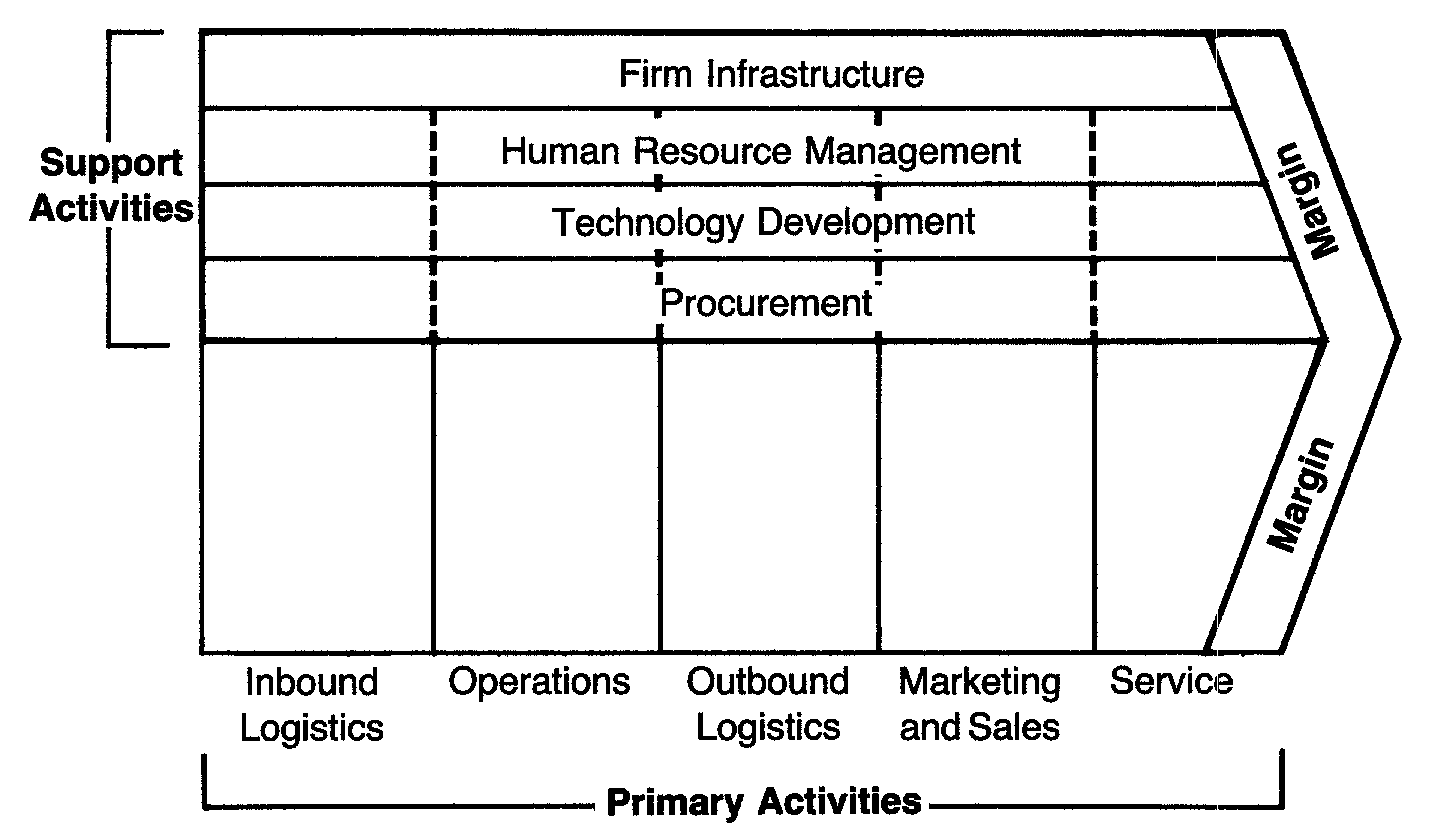 Firm Infrastructure
Support
Activities
Human Resource Management
Technology Development
Procurement
Margin
Margin
Inbound
Logistics
Operations
Outbound
Logistics
Marketing
and Sales
Service
Primary Activities